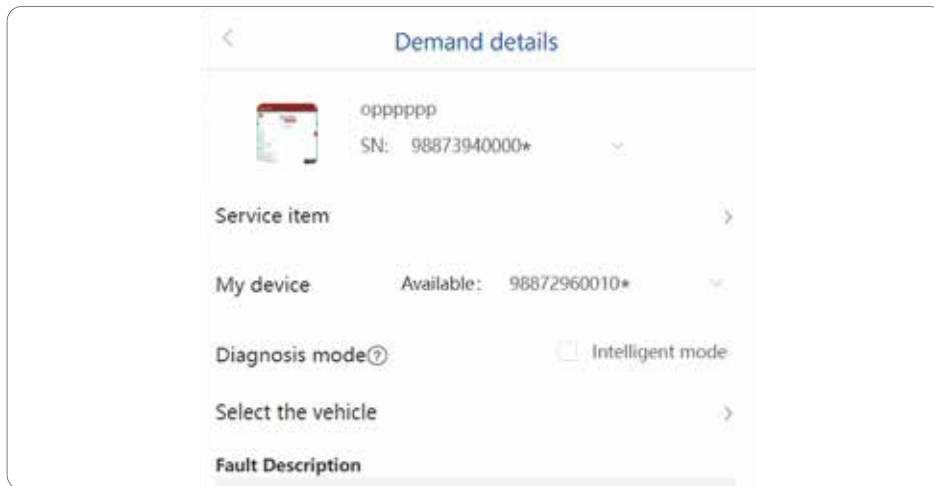 Demand details
opppppp
SN: 98873940000*
Service item
My device Available: 98872960010*
Diagnosis mode? Intelligent mode
Select the vehicle
Fault Description